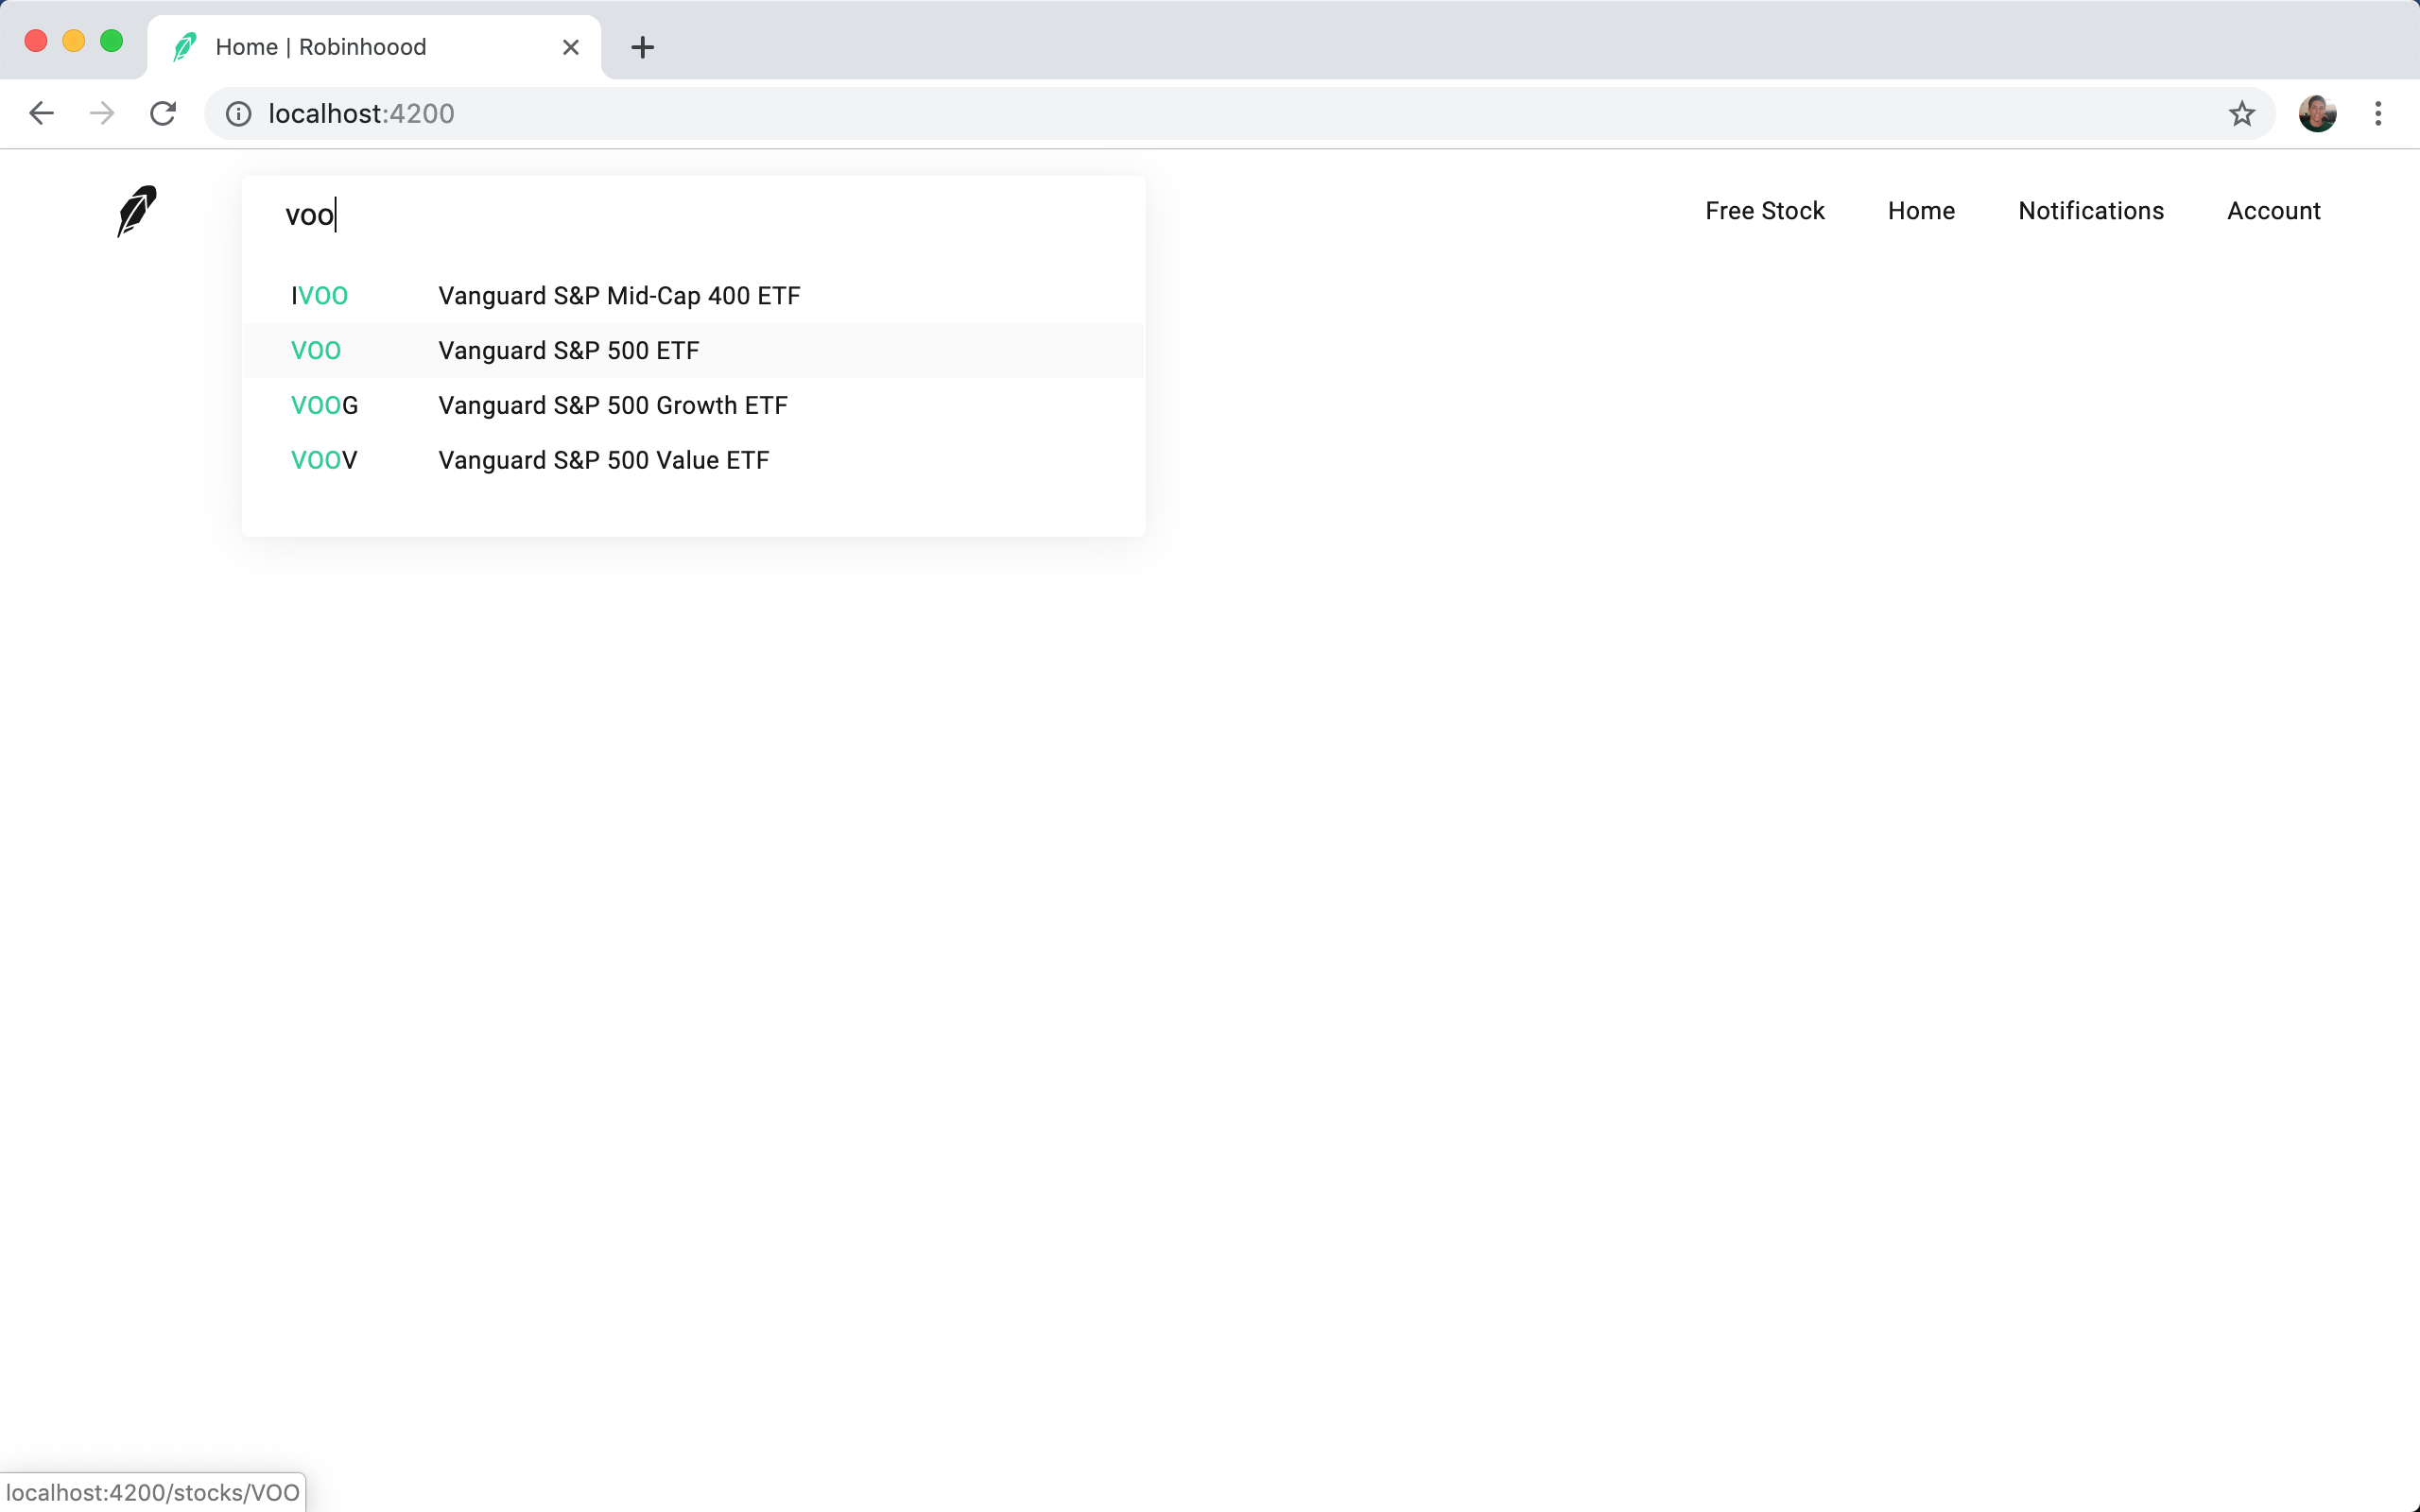 Home | Robinhoood
localhost:4200
voo
Free Stock Home Notifications Account
IVOO Vanguard S&P Mid-Cap 400 ETF
VOO Vanguard S&P 500 ETF
VOOG Vanguard S&P 500 Growth ETF
VOOV Vanguard S&P 500 Value ETF
localhost:4200/stocks/VOO